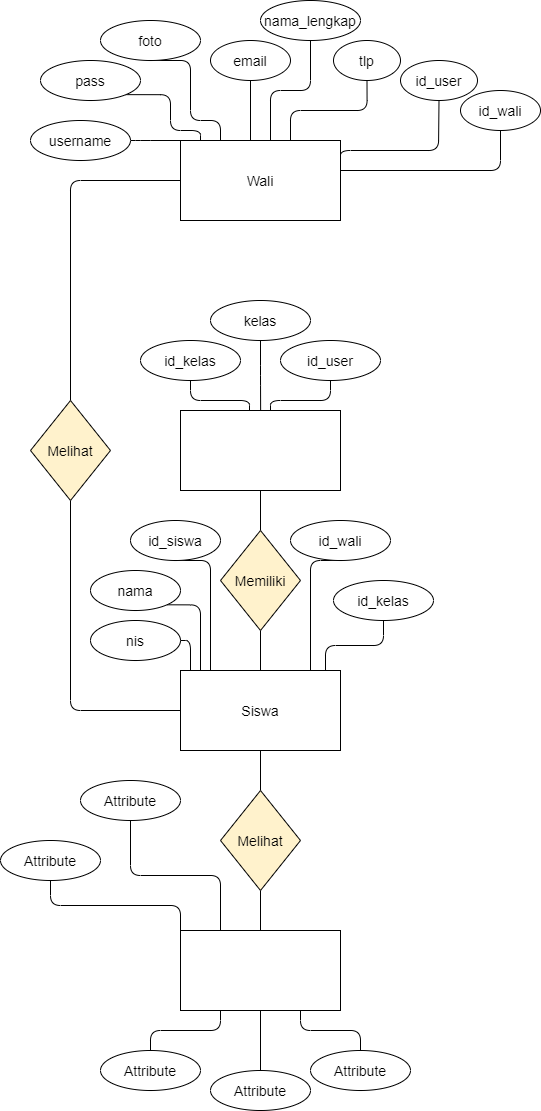 nama_lengkap
foto
email
tlp
pass
id_user
id_wali
username
Wali
kelas
id_kelas
id_user
Melihat
id_siswa
id_wali
Memiliki
nama
id_kelas
nis
Siswa
Attribute
Melihat
Attribute
Attribute
Attribute
Attribute